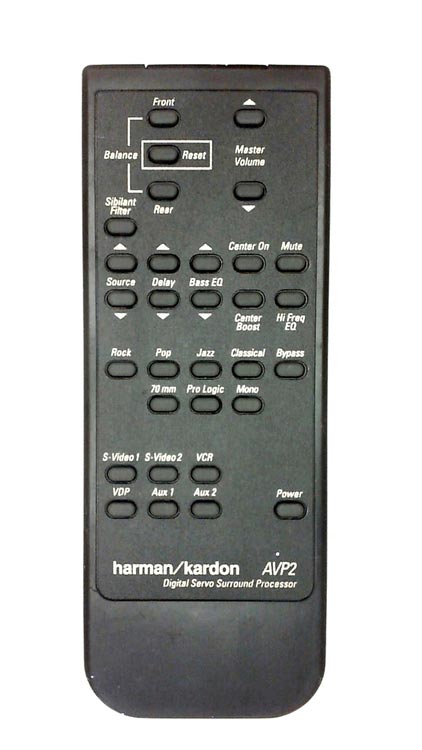 Front
Balance
Reset
Master
Volume
Rear
Sibilant
Filter
Center On Mute
Source Delay Bass EQ
Center
Boost
Hi Freq
EQ
Rock Pop Jazz Classical Bypass
70 mm Pro Logic Mono
S-Video 1 S-Video 2 VCR
VDP Aux 1 Aux 2 Power
harman/kardon AVP2
Digital Servo Surround Processor